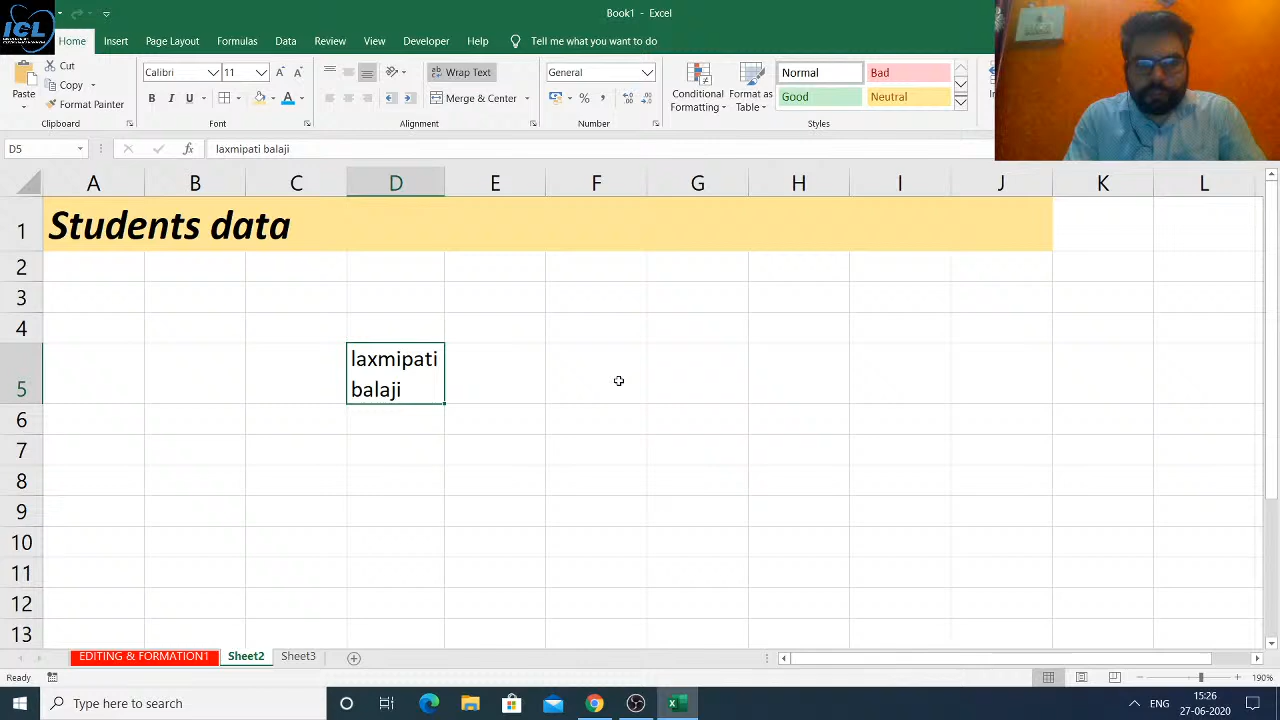 ICL
Book1 - Excel
Home Insert Page Layout Formulas Data Review View Developer Help Tell me what you want to do
Paste
Cut
Copy
Format Painter
Clipboard
Calibri 11 A A
B I U A
Font
Wrap Text
Merge & Center
Alignment
General
% ,
Number
Conditional Formatting
Format as Table
Normal Bad
Good Neutral
Styles
D5 fx laxmipati balaji
A B C D E F G H I J K L
1 Students data
2
3
4
5 laxmipati
balaji
6
7
8
9
10
11
12
13
EDITING & FORMATION1 Sheet2 Sheet3
Ready 190%
Type here to search
ENG 15:26
27-06-2020